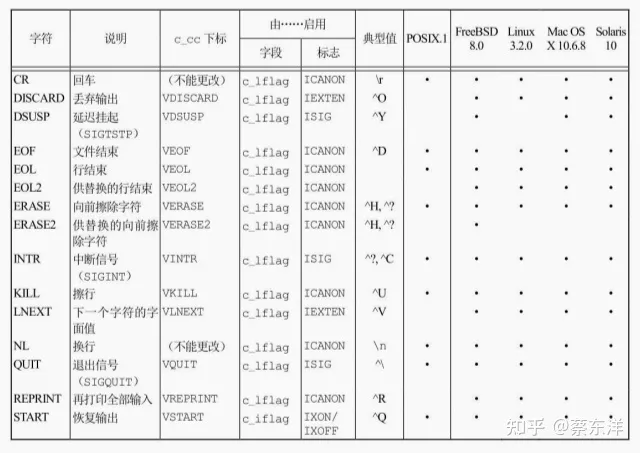 字符 说明 c_cc 下标 由……启用 典型值 POSIX.1 FreeBSD 8.0 Linux 3.2.0 Mac OS X 10.6.8 Solaris 10
字段 标志
CR 回车 (不能更改) c_lflag ICANON \r • • • • •
DISCARD 丢弃输出 VDISCARD c_lflag IEXTEN ^O • • • •
DSUSP 延迟挂起 VDSUSP c_lflag ISIG ^Y • • •
(SIGTSTP)
EOF 文件结束 VEOF c_lflag ICANON ^D • • • • •
EOL 行结束 VEOL c_lflag ICANON • • • • •
EOL2 供替换的行结束 VEOL2 c_lflag ICANON • • • •
ERASE 向前擦除字符 VERASE c_lflag ICANON ^H, ^? • • • • •
ERASE2 供替换的向前擦 VERASE2 c_lflag ICANON ^H, ^? •
除字符
INTR 中断信号 VINTR c_lflag ISIG ^?, ^C • • • • •
(SIGINT)
KILL 擦行 VKILL c_lflag ICANON ^U • • • • •
LNEXT 下一个字符的字 VLNEXT c_lflag IEXTEN ^V • • • •
面值
NL 换行 (不能更改) c_lflag ICANON \n • • • • •
QUIT 退出信号 VQUIT c_lflag ISIG ^\ • • • • •
(SIGQUIT)
REPRINT 再打印全部输入 VREPRINT c_lflag ICANON ^R • • • •
START 恢复输出 VSTART c_iflag IXON/ ^Q • • • • •
IXOFF
知乎 @蔡东洋